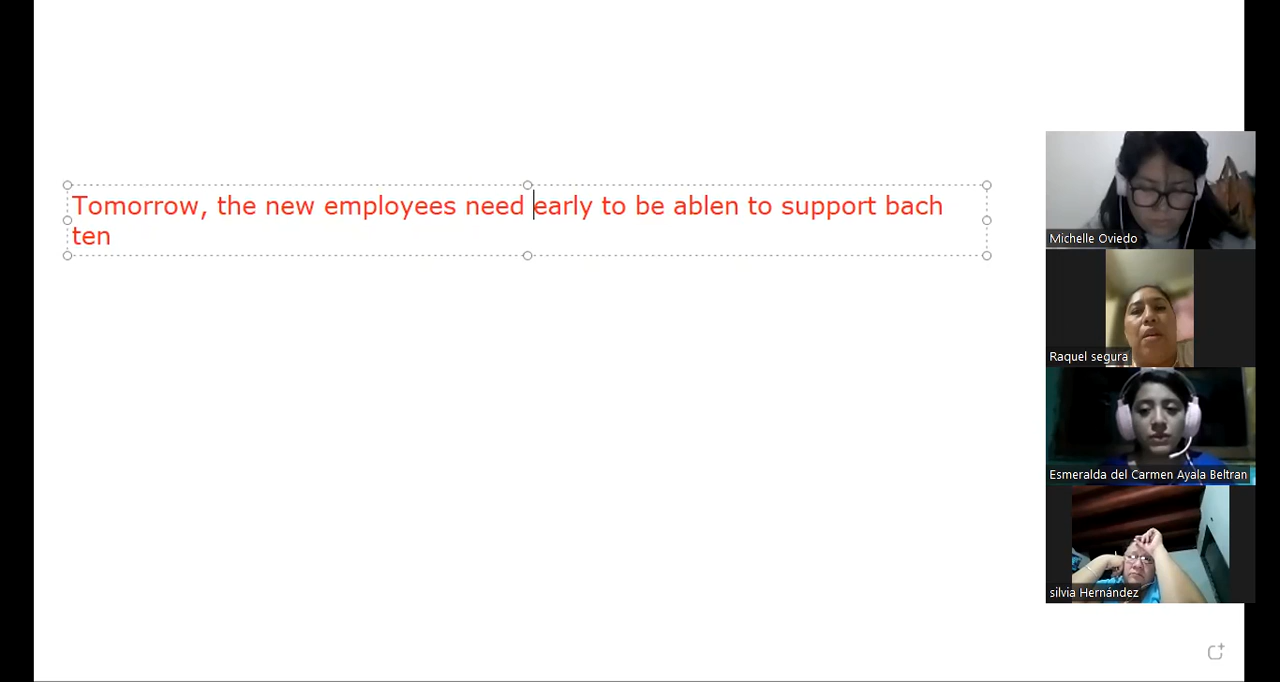 Tomorrow, the new employees need early to be ablen to support bach
ten
Michelle Oviedo
Raquel segura
Esmeralda del Carmen Ayala Beltran
silvia Hernández